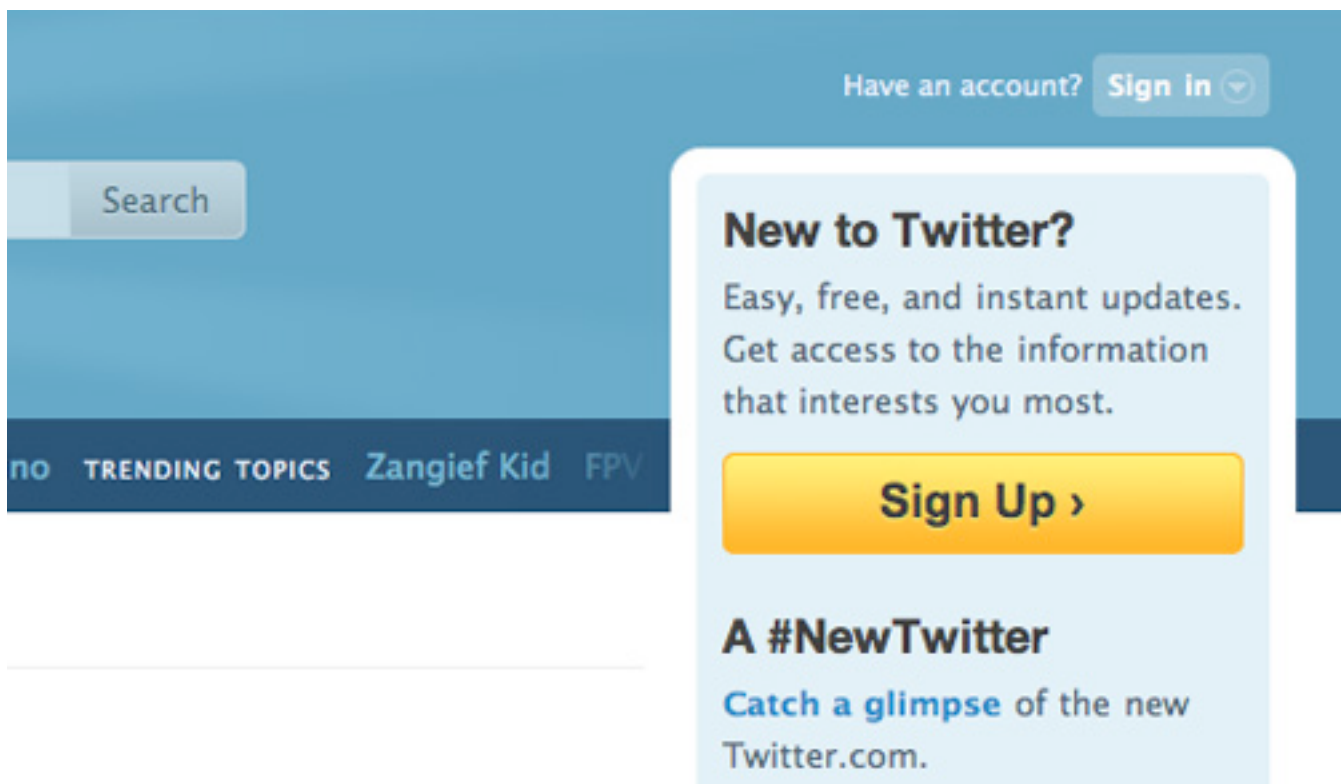 Have an account? Sign in
Search
New to Twitter?
Easy, free, and instant updates.
Get access to the information
that interests you most.
no TRENDING TOPICS Zangief Kid FPV
Sign Up ›
A #NewTwitter
Catch a glimpse of the new
Twitter.com.